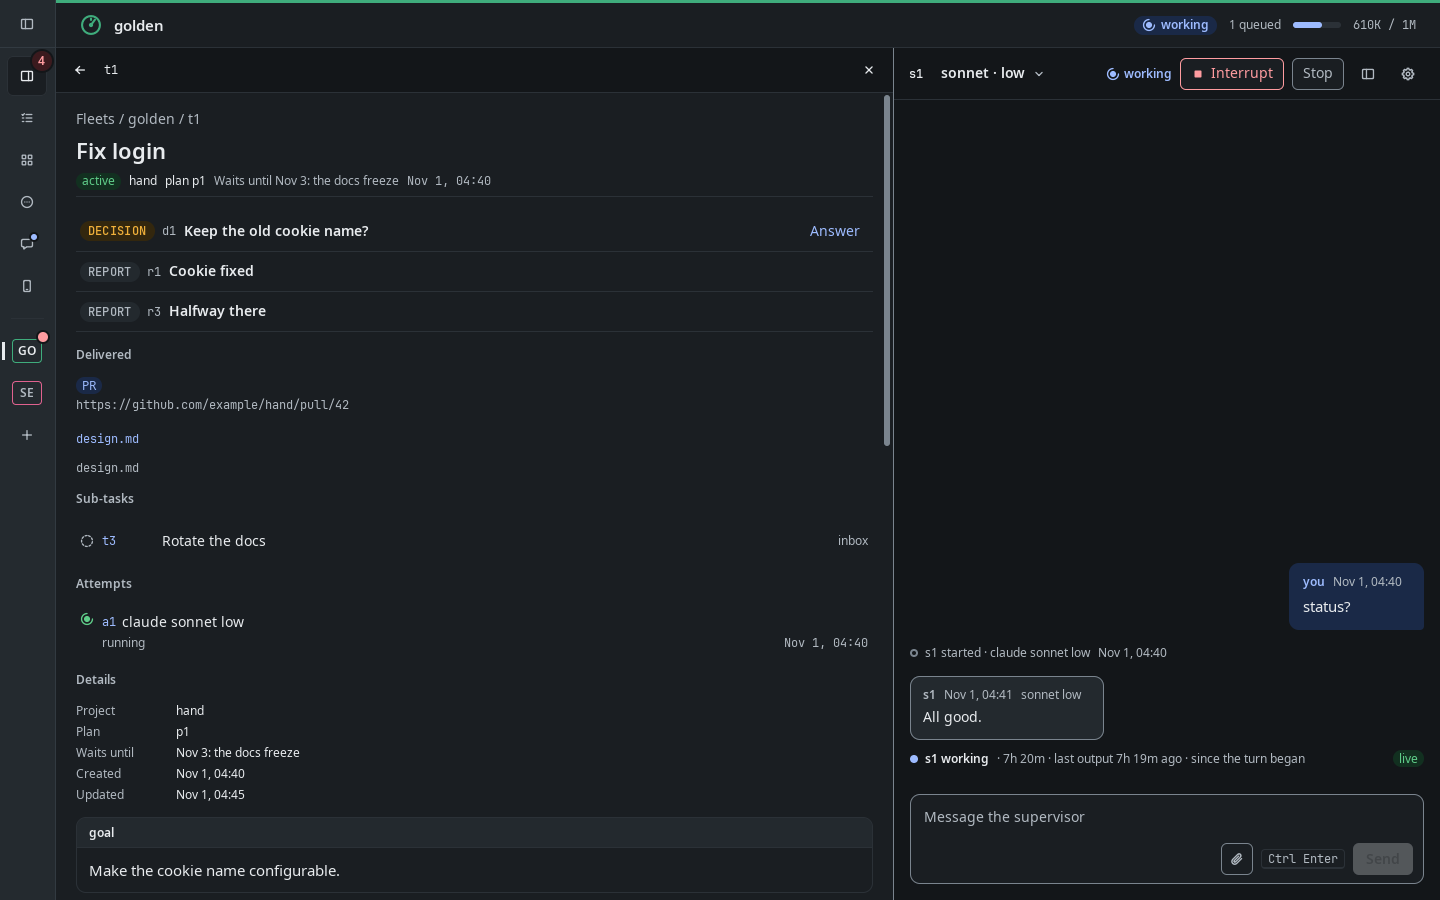 golden
working
1 queued
610K / 1M
4
GO
SE
t1
Fleets / golden / t1
Fix login
active hand plan p1 Waits until Nov 3: the docs freeze Nov 1, 04:40
DECISION d1 Keep the old cookie name? Answer
REPORT r1 Cookie fixed
REPORT r3 Halfway there
Delivered
PR
https://github.com/example/hand/pull/42
design.md
design.md
Sub-tasks
t3 Rotate the docs inbox
Attempts
a1 claude sonnet low
running Nov 1, 04:40
Details
Project hand
Plan p1
Waits until Nov 3: the docs freeze
Created Nov 1, 04:40
Updated Nov 1, 04:45
goal
Make the cookie name configurable.
s1 sonnet · low working Interrupt Stop
you Nov 1, 04:40
status?
s1 started · claude sonnet low Nov 1, 04:40
s1 Nov 1, 04:41 sonnet low
All good.
s1 working · 7h 20m · last output 7h 19m ago · since the turn began live
Message the supervisor
Ctrl Enter Send